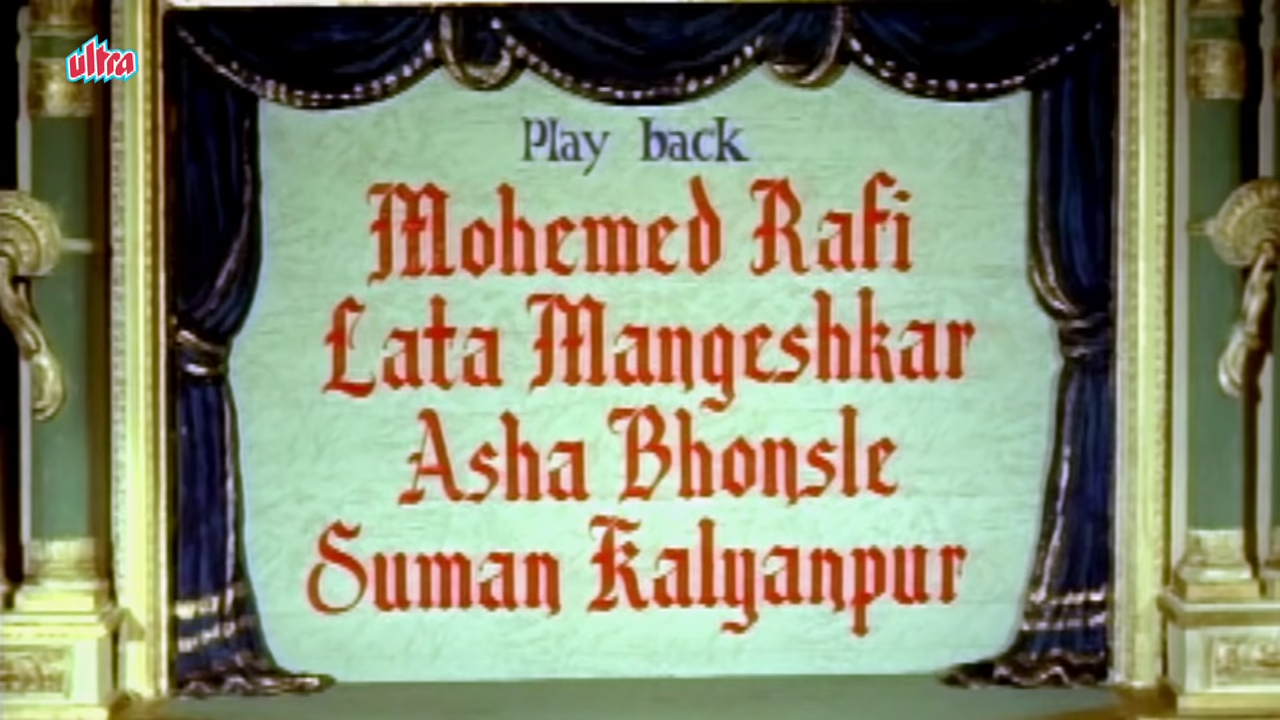 ultra
Play back
Mohemed Rafi
Lata Mangeshkar
Asha Bhonsle
Suman Kalyanpur